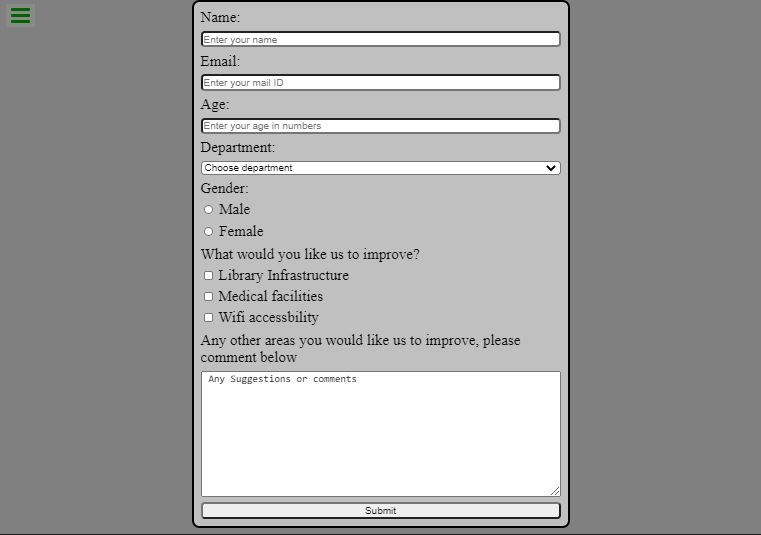 Name:
Enter your name
Email:
Enter your mail ID
Age:
Enter your age in numbers
Department:
Choose department
Gender:
Male
Female
What would you like us to improve?
Library Infrastructure
Medical facilities
Wifi accessbility
Any other areas you would like us to improve, please
comment below
Any Suggestions or comments
Submit